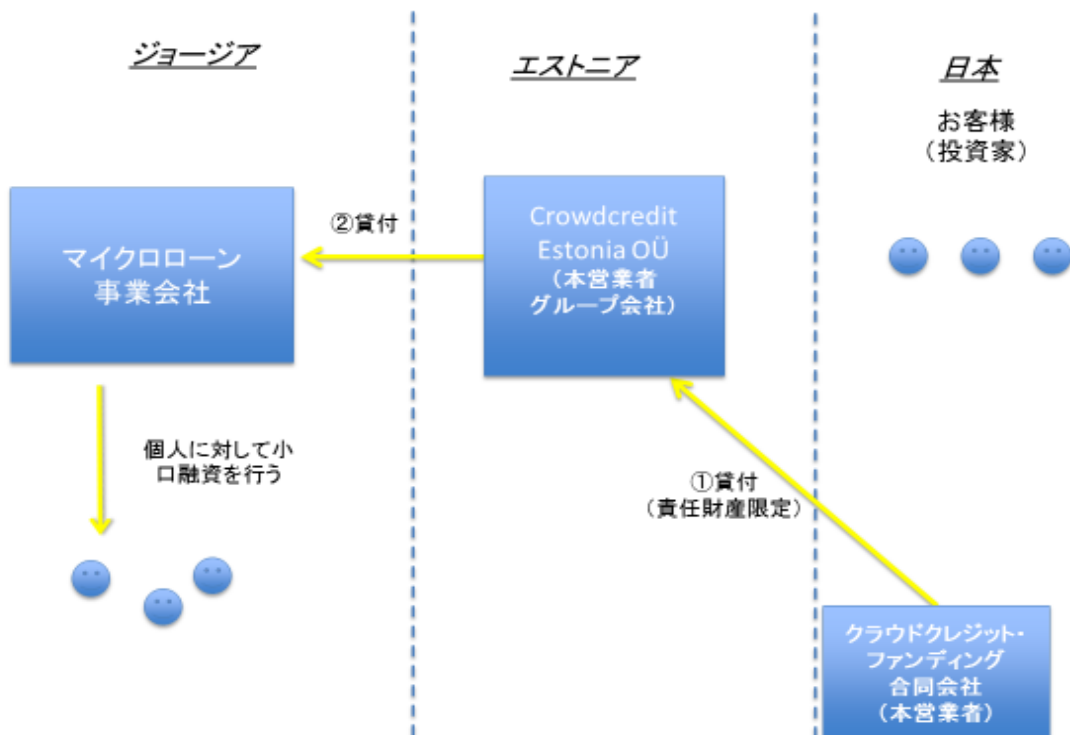 ジョージア
エストニア
日本
お客様
（投資家）
マイクロローン
事業会社
②貸付
Crowdcredit
Estonia OÜ
（本営業者
グループ会社）
個人に対して小
口融資を行う
①貸付
（責任財産限定）
クラウドクレジット・
ファンディング
合同会社
（本営業者）